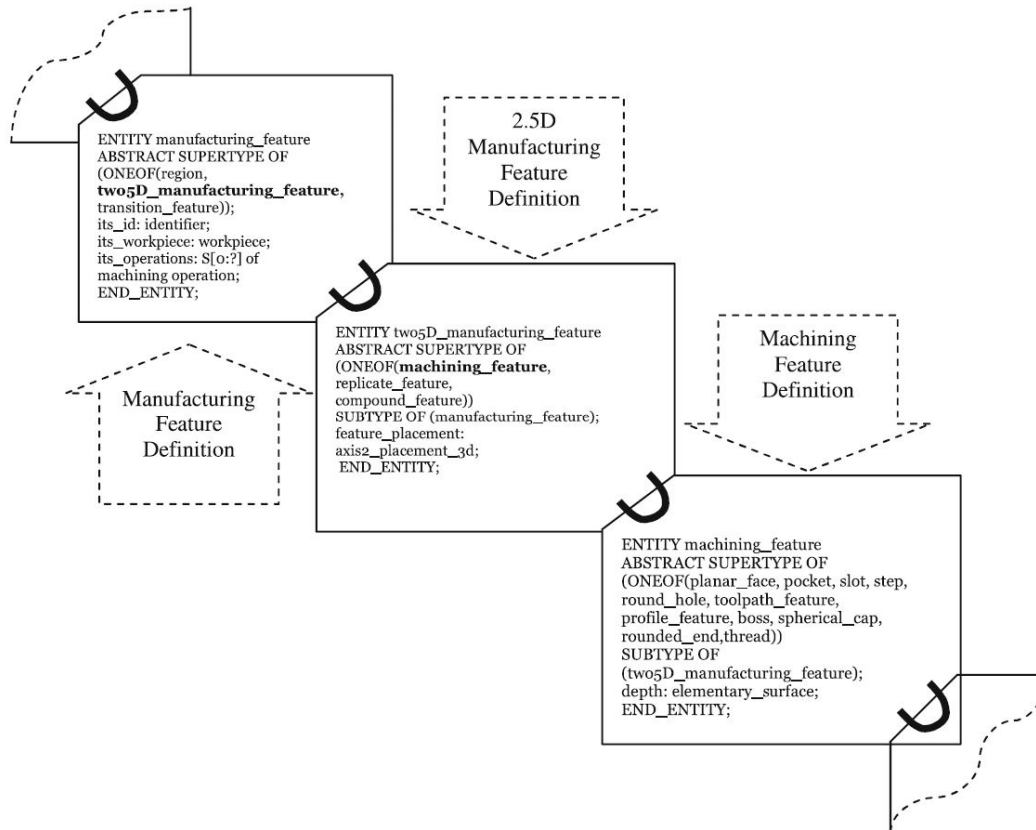 ENTITY manufacturing_feature
ABSTRACT SUPERTYPE OF
(ONEOF(region,
two5D_manufacturing_feature,
transition_feature));
its_id: identifier;
its_workpiece: workpiece;
its_operations: S[0:?] of
machining operation;
END_ENTITY;
2.5D
Manufacturing
Feature
Definition
Manufacturing
Feature
Definition
ENTITY two5D_manufacturing_feature
ABSTRACT SUPERTYPE OF
(ONEOF(machining_feature,
replicate_feature,
compound_feature))
SUBTYPE OF (manufacturing_feature);
feature_placement:
axis2_placement_3d;
END_ENTITY;
Machining
Feature
Definition
ENTITY machining_feature
ABSTRACT SUPERTYPE OF
(ONEOF(planar_face, pocket, slot, step,
round_hole, toolpath_feature,
profile_feature, boss, spherical_cap,
rounded_end,thread))
SUBTYPE OF
(two5D_manufacturing_feature);
depth: elementary_surface;
END_ENTITY;